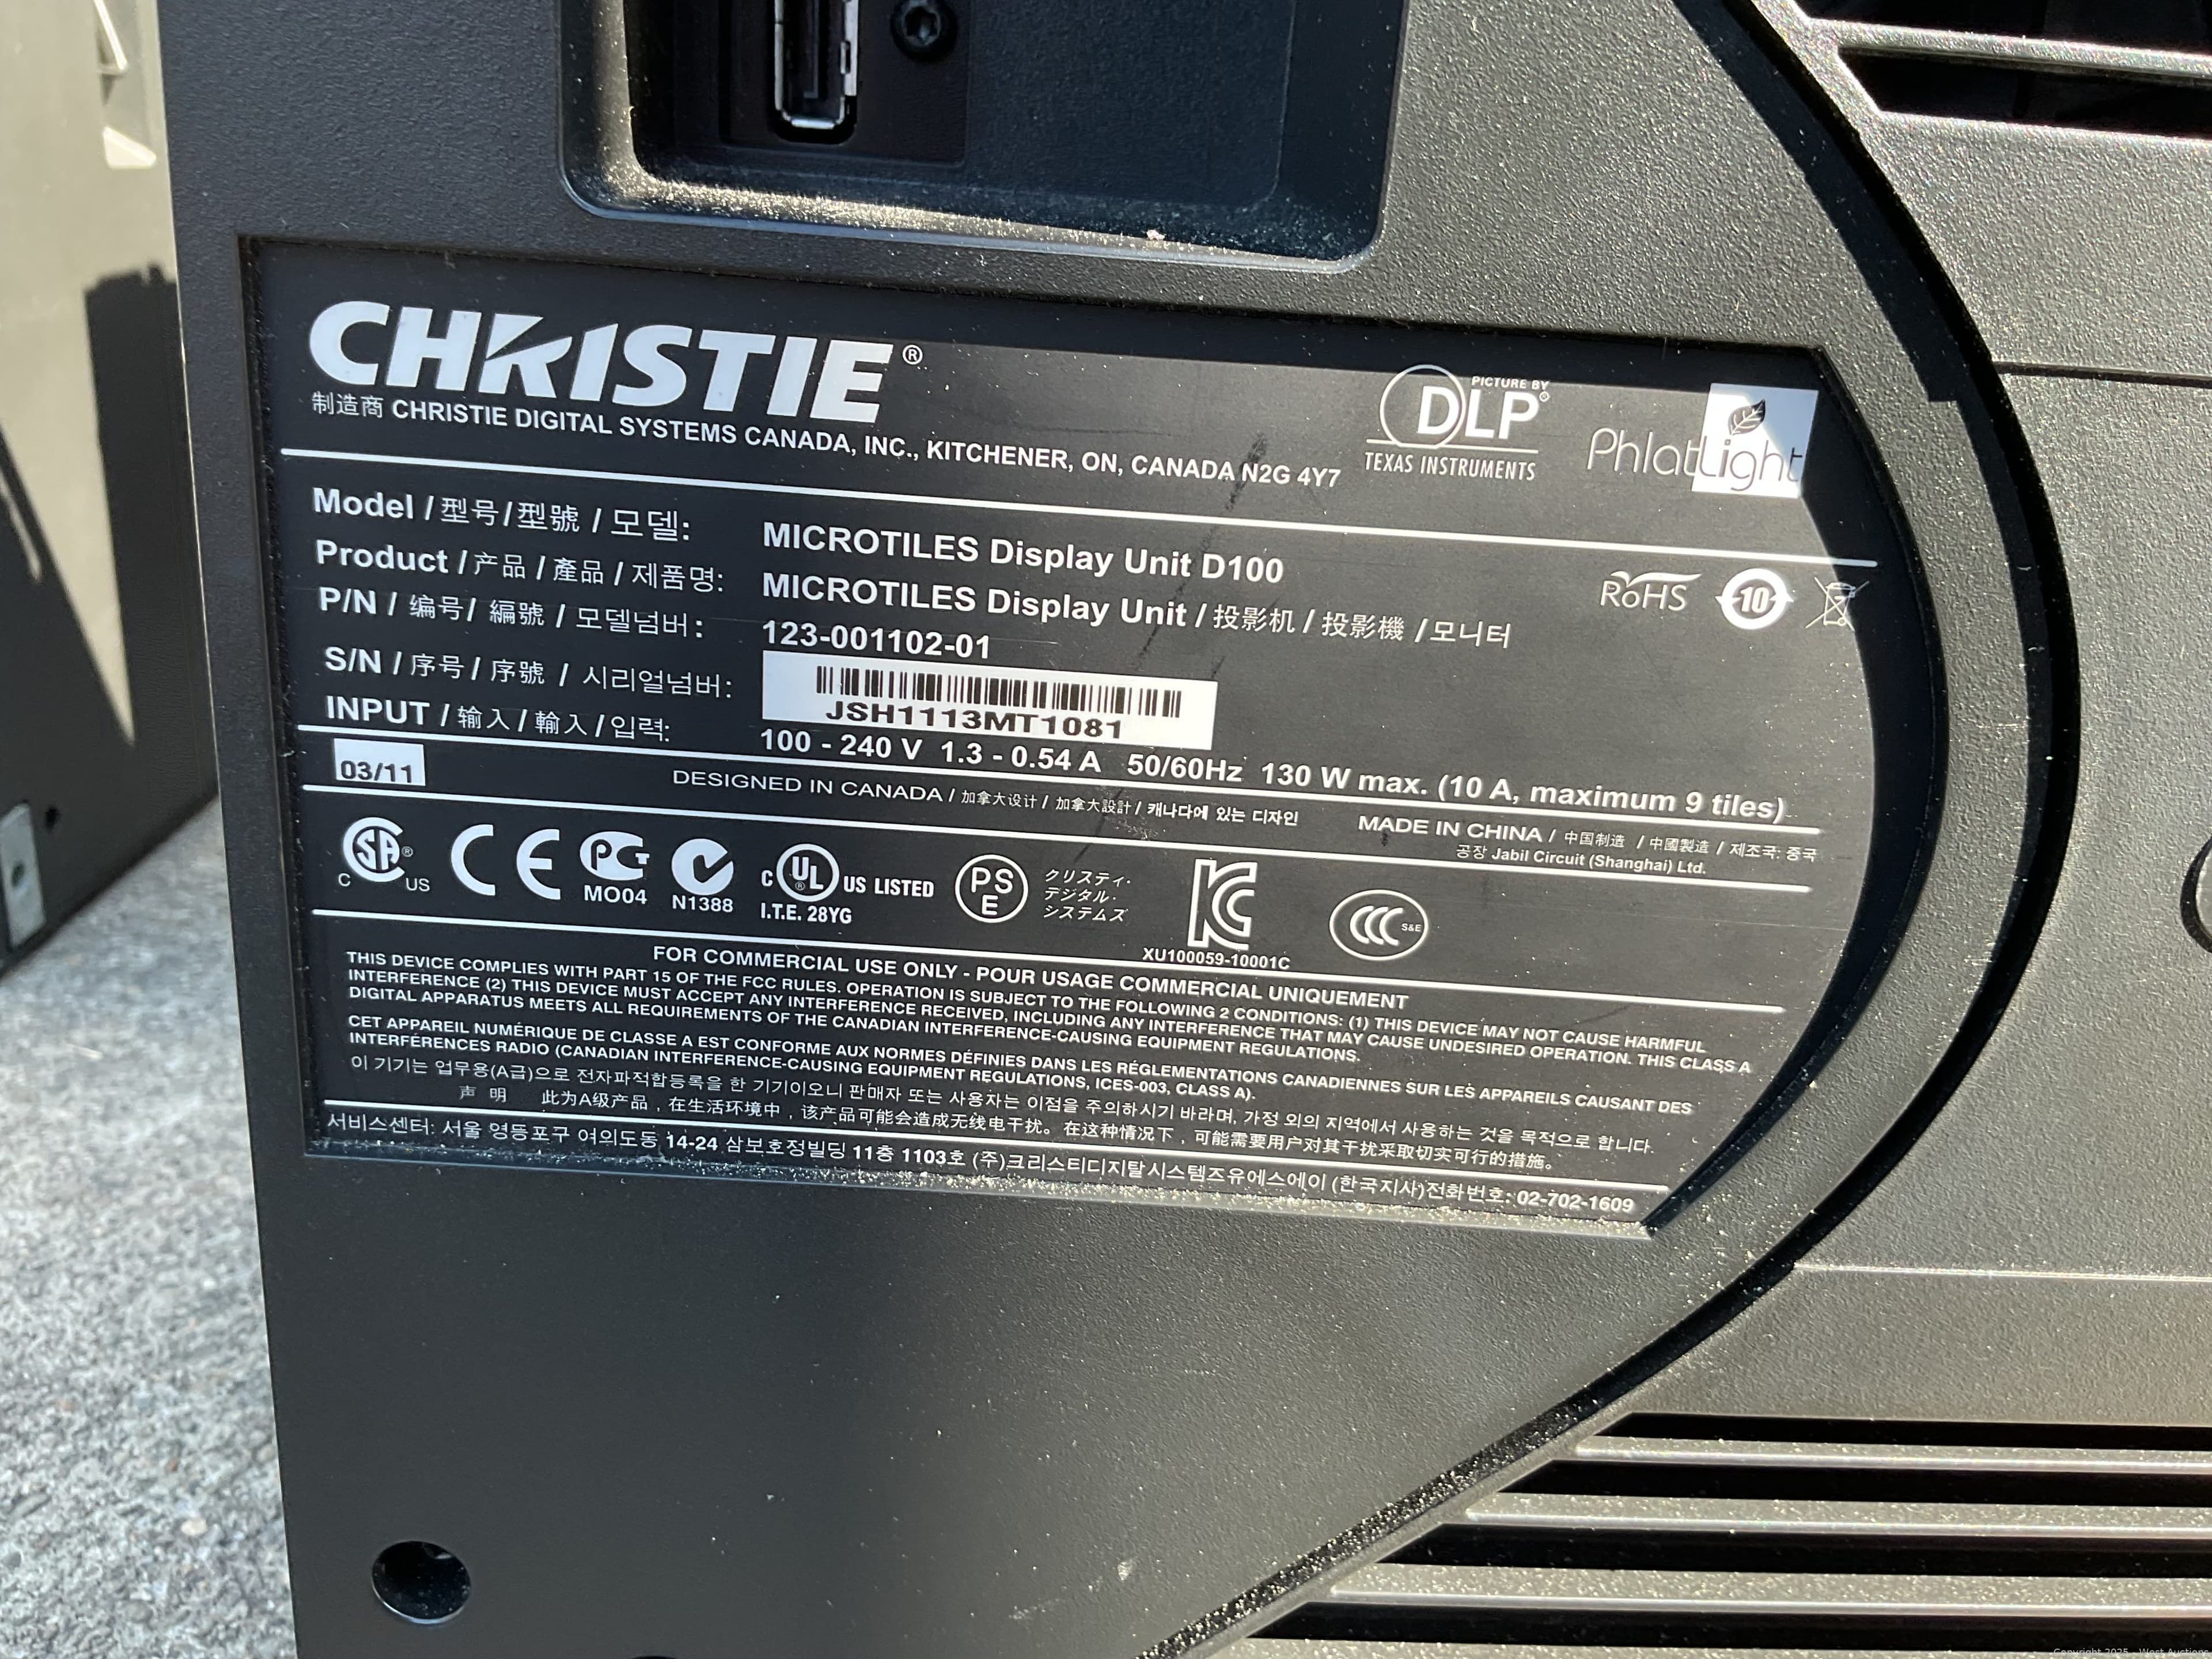 CHRISTIE®
制造商 CHRISTIE DIGITAL SYSTEMS CANADA, INC., KITCHENER, ON, CANADA N2G 4Y7
PICTURE BY
DLP®
TEXAS INSTRUMENTS
PhlatLight
Model / 型号 / 型號 / 모델: MICROTILES Display Unit D100
Product / 产品 / 產品 / 제품명: MICROTILES Display Unit / 投影机 / 投影機 / 모니터
RoHS 10
P/N / 编号 / 編號 / 모델넘버: 123-001102-01
S/N / 序号 / 序號 / 시리얼넘버: JSH1113MT1081
INPUT / 输入 / 輸入 / 입력: 100 - 240 V 1.3 - 0.54 A 50/60Hz 130 W max. (10 A, maximum 9 tiles)
03/11
DESIGNED IN CANADA / 加拿大设计 / 加拿大設計 / 캐나다에 있는 디자인 MADE IN CHINA / 中国制造 / 中國製造 / 제조국: 중국
공장 Jabil Circuit (Shanghai) Ltd.
C SA® US
CE
PG
MO04
N1388
C UL® US LISTED
I.T.E. 28YG
PS
E
クリスティ・
デジタル・
システムズ
KC
XU100059-10001C
CCC S&E
FOR COMMERCIAL USE ONLY - POUR USAGE COMMERCIAL UNIQUEMENT
THIS DEVICE COMPLIES WITH PART 15 OF THE FCC RULES. OPERATION IS SUBJECT TO THE FOLLOWING 2 CONDITIONS: (1) THIS DEVICE MAY NOT CAUSE HARMFUL
INTERFERENCE (2) THIS DEVICE MUST ACCEPT ANY INTERFERENCE RECEIVED, INCLUDING ANY INTERFERENCE THAT MAY CAUSE UNDESIRED OPERATION. THIS CLASS A
DIGITAL APPARATUS MEETS ALL REQUIREMENTS OF THE CANADIAN INTERFERENCE-CAUSING EQUIPMENT REGULATIONS.
CET APPAREIL NUMÉRIQUE DE CLASSE A EST CONFORME AUX NORMES DÉFINIES DANS LES RÉGLEMENTATIONS CANADIENNES SUR LES APPAREILS CAUSANT DES
INTERFÉRENCES RADIO (CANADIAN INTERFERENCE-CAUSING EQUIPMENT REGULATIONS, ICES-003, CLASS A).
이 기기는 업무용(A급)으로 전자파적합등록을 한 기기이오니 판매자 또는 사용자는 이점을 주의하시기 바라며, 가정 외의 지역에서 사용하는 것을 목적으로 합니다.
声 明 此为A级产品，在生活环境中，该产品可能会造成无线电干扰。在这种情况下，可能需要用户对其干扰采取切实可行的措施。
서비스센터: 서울 영등포구 여의도동 14-24 삼보호정빌딩 11층 1103호 (주)크리스티디지탈시스템즈유에스에이 (한국지사)전화번호: 02-702-1609
Copyright 2025 - West Auctions